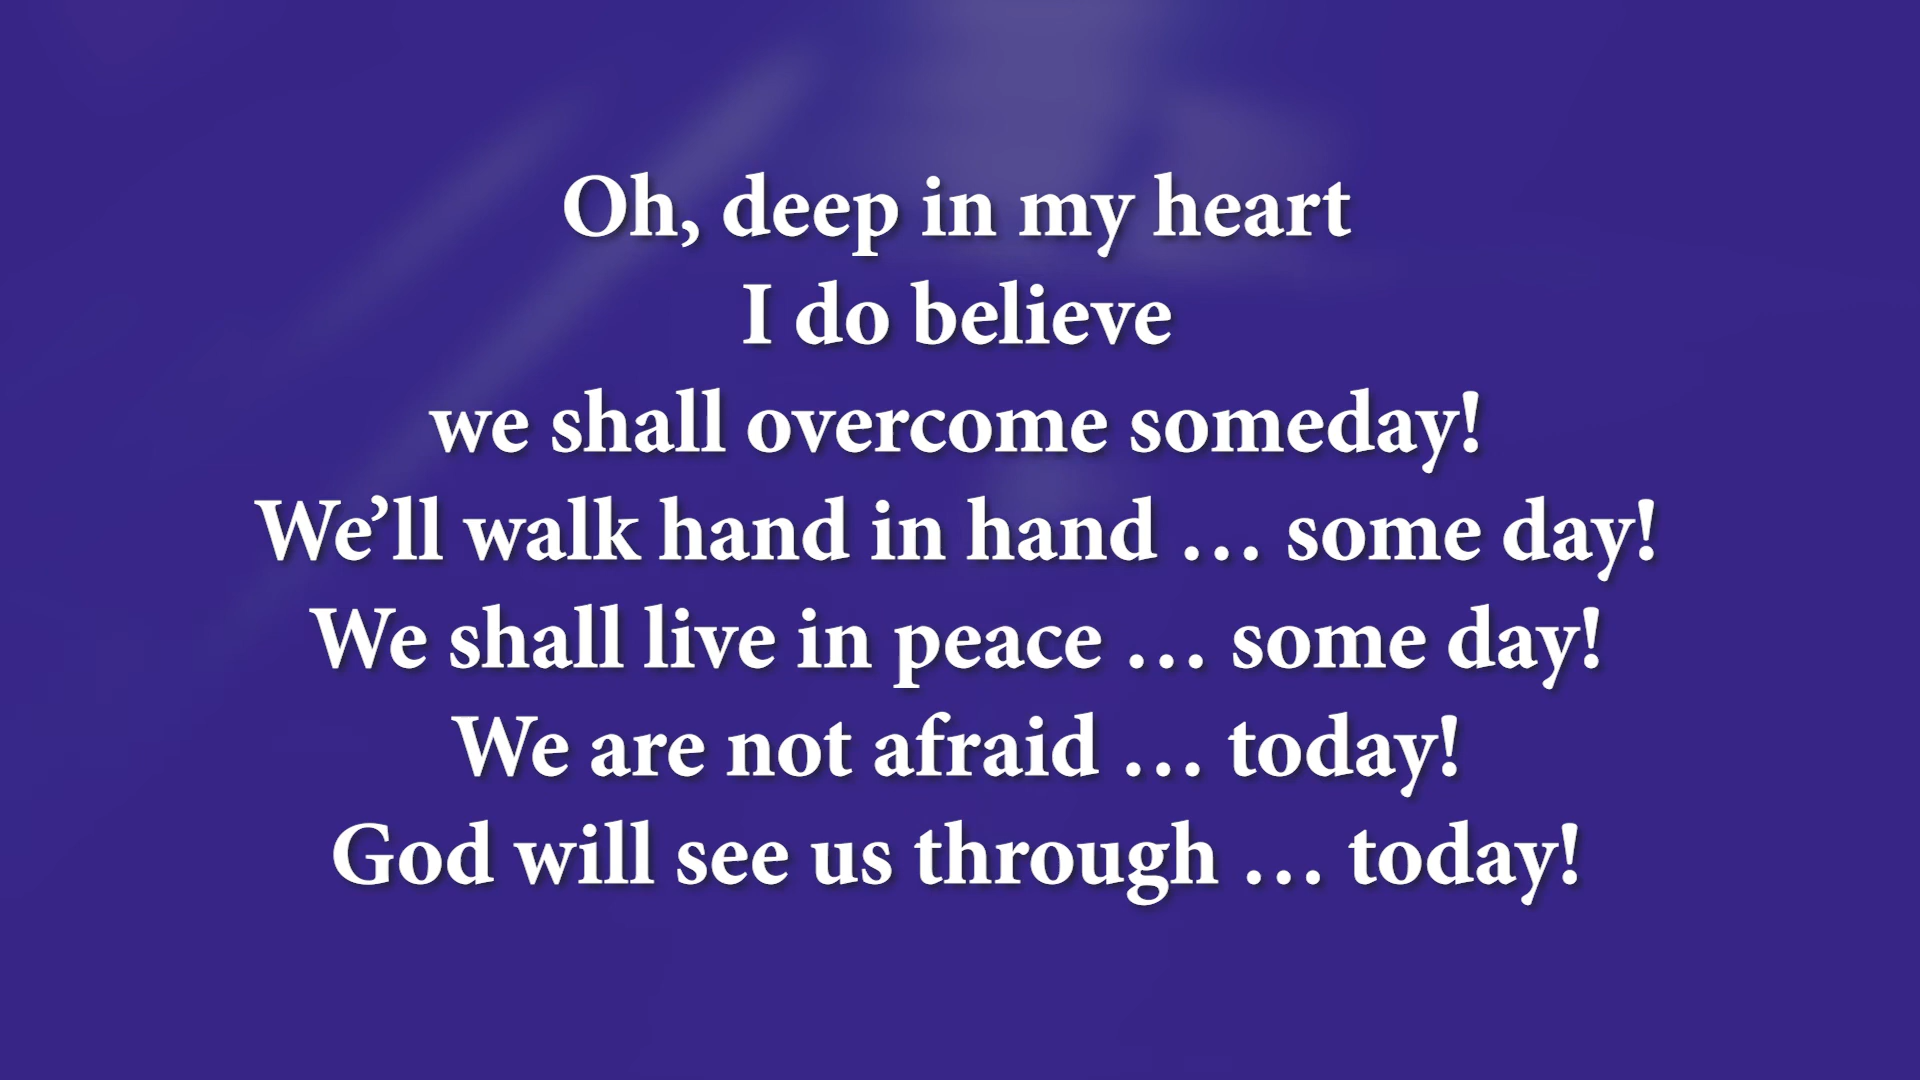 Oh, deep in my heart
I do believe
we shall overcome someday!
We’ll walk hand in hand … some day!
We shall live in peace … some day!
We are not afraid … today!
God will see us through … today!